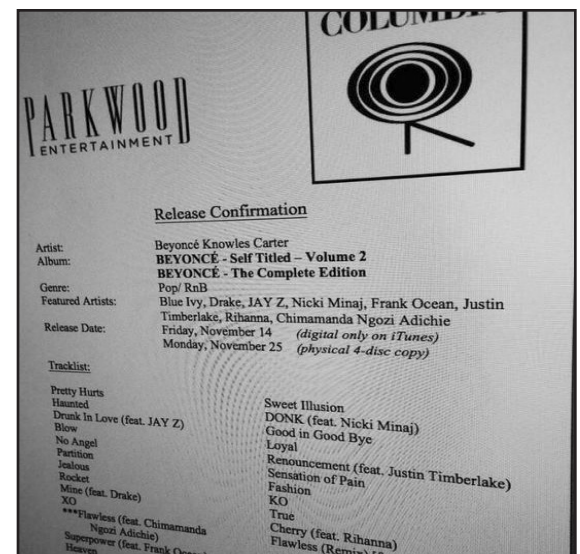 COLUMBIA
PARKWOOD
ENTERTAINMENT
Release Confirmation
Artist: Beyoncé Knowles Carter
Album: BEYONCÉ - Self Titled – Volume 2
BEYONCÉ - The Complete Edition
Genre: Pop/ RnB
Featured Artists: Blue Ivy, Drake, JAY Z, Nicki Minaj, Frank Ocean, Justin
Timberlake, Rihanna, Chimamanda Ngozi Adichie
Release Date: Friday, November 14 (digital only on iTunes)
Monday, November 25 (physical 4-disc copy)
Tracklist:
Pretty Hurts
Haunted
Drunk In Love (feat. JAY Z)
Blow
No Angel
Partition
Jealous
Rocket
Mine (feat. Drake)
XO
***Flawless (feat. Chimamanda
Ngozi Adichie)
Superpower (feat. Frank Ocean)
Heaven
Sweet Illusion
DONK (feat. Nicki Minaj)
Good in Good Bye
Loyal
Renouncement (feat. Justin Timberlake)
Sensation of Pain
Fashion
KO
True
Cherry (feat. Rihanna)
Flawless (Remix)